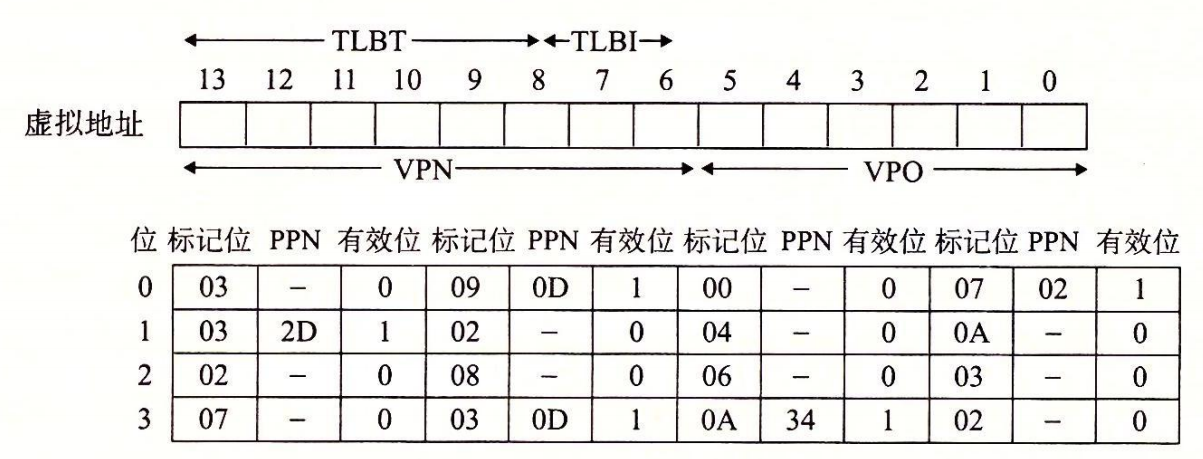 TLBT TLBI
13 12 11 10 9 8 7 6 5 4 3 2 1 0
虚拟地址
VPN VPO
位 标记位 PPN 有效位 标记位 PPN 有效位 标记位 PPN 有效位 标记位 PPN 有效位
0 03 – 0 09 0D 1 00 – 0 07 02 1
1 03 2D 1 02 – 0 04 – 0 0A – 0
2 02 – 0 08 – 0 06 – 0 03 – 0
3 07 – 0 03 0D 1 0A 34 1 02 – 0